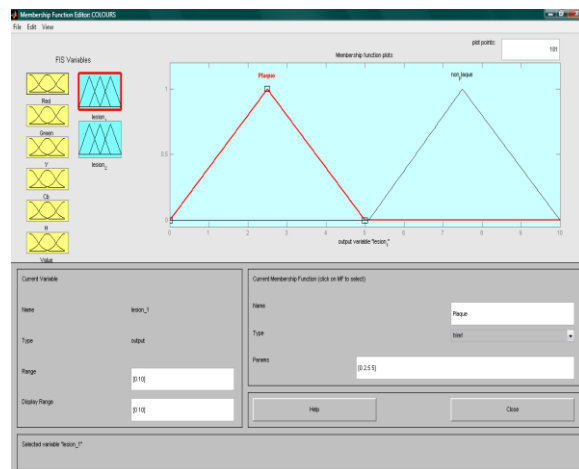 Membership Function Editor: COLOURS
File Edit View
FIS Variables
Red
Green
Y
Cb
H
Value
lesion_1
lesion_2
plot points:
181
Membership function plots
Plaque
non_plaque
1
0.5
0
0 1 2 3 4 5 6 7 8 9 10
output variable "lesion_1"
Current Variable
Name lesion_1
Type output
Range [0 10]
Display Range [0 10]
Current Membership Function (click on MF to select)
Name Plaque
Type trimf
Params [0 2.5 5]
Help Close
Selected variable "lesion_1"